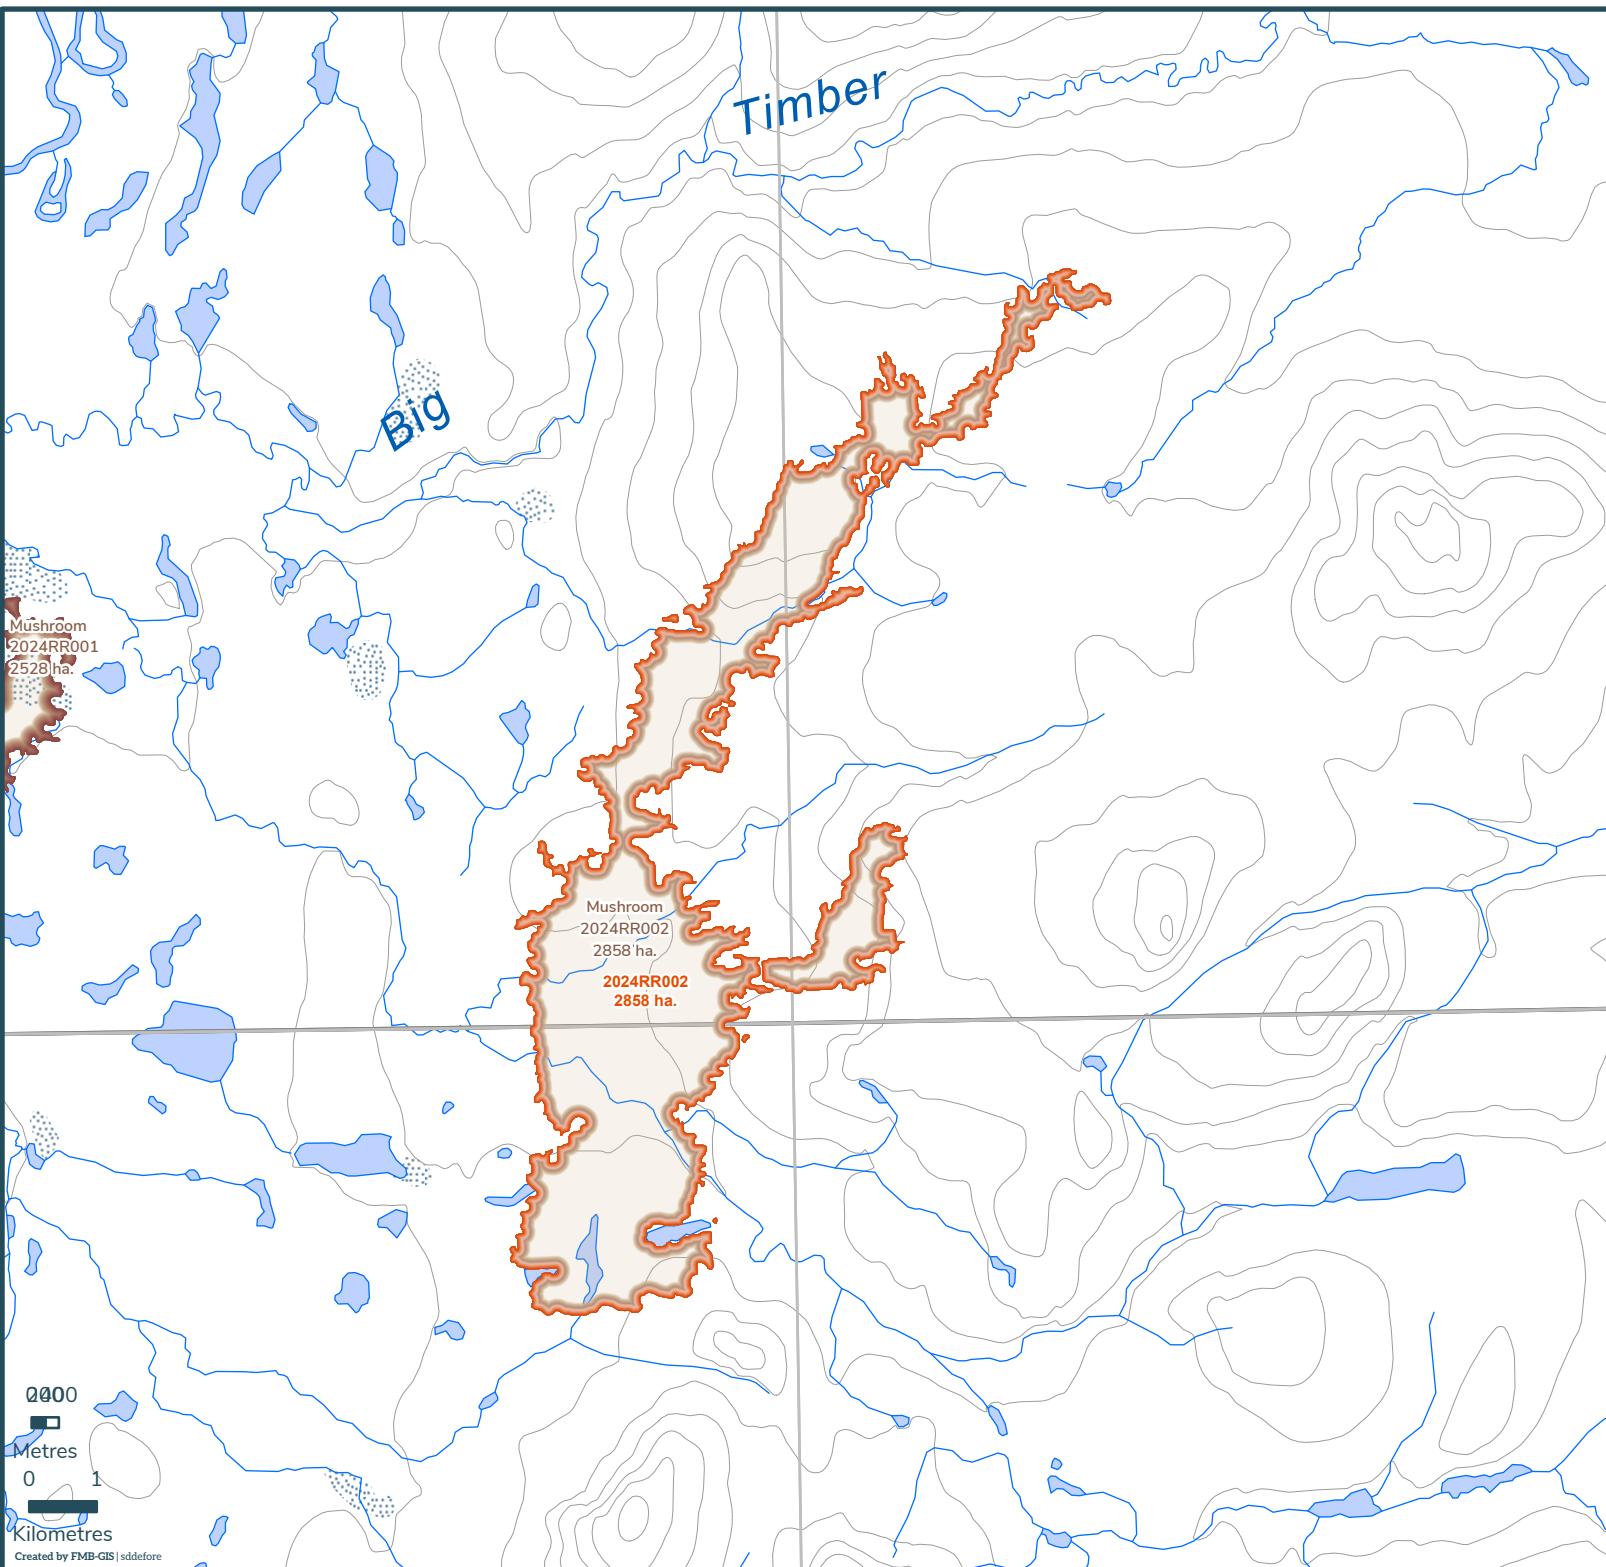 Timber
Big
Mushroom
2024RR001
2528 ha.
Mushroom
2024RR002
2858 ha.
2024RR002
2858 ha.
Metres
0 1
Kilometres
Created by FMB-GIS | sddefore